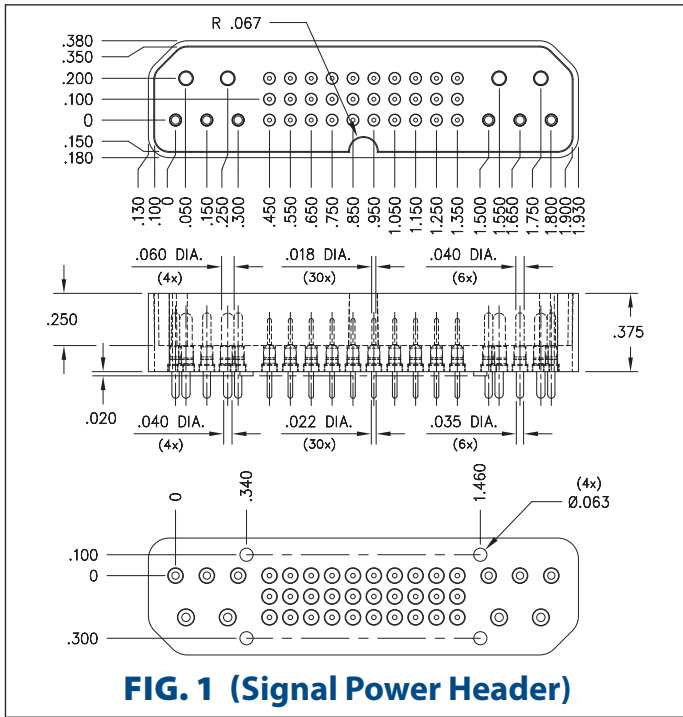 R .067
.380
.350
.200
.100
0
.150
.180
.130
.100
0
.050
.150
.250
.300
.450
.550
.650
.750
.850
.950
1.050
1.150
1.250
1.350
1.500
1.550
1.650
1.750
1.800
1.900
1.930
.060 DIA.
(4x)
.018 DIA.
(30x)
.040 DIA.
(6x)
.250
.375
.020
.040 DIA.
(4x)
.022 DIA.
(30x)
.035 DIA.
(6x)
0
.340
1.460
(4x)
Ø.063
.100
0
.300
FIG. 1 (Signal Power Header)